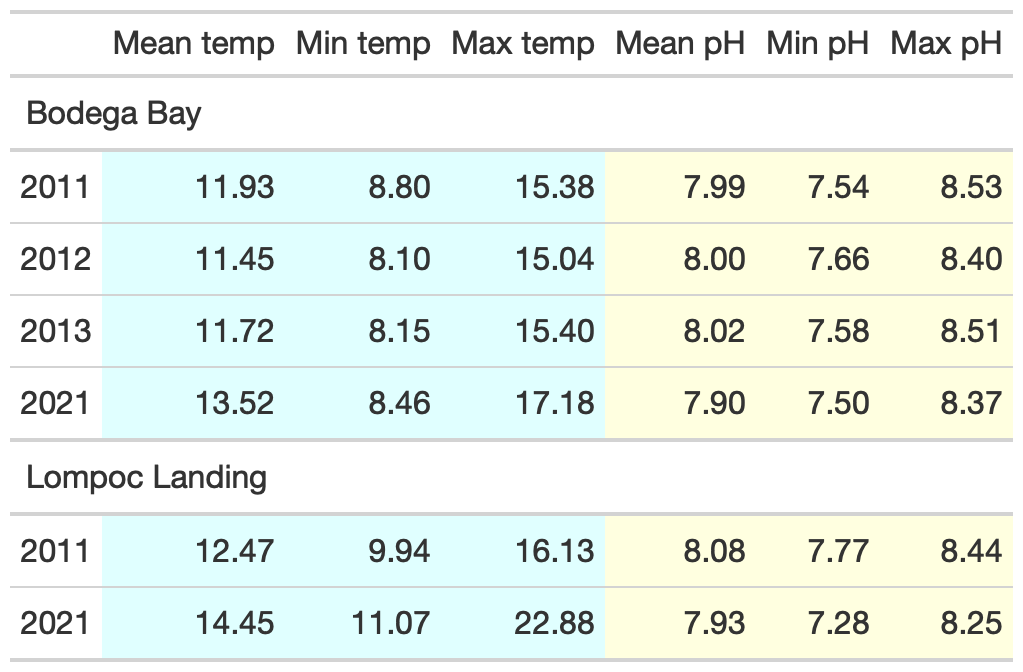 Mean temp Min temp Max temp Mean pH Min pH Max pH
Bodega Bay
2011 11.93 8.80 15.38 7.99 7.54 8.53
2012 11.45 8.10 15.04 8.00 7.66 8.40
2013 11.72 8.15 15.40 8.02 7.58 8.51
2021 13.52 8.46 17.18 7.90 7.50 8.37
Lompoc Landing
2011 12.47 9.94 16.13 8.08 7.77 8.44
2021 14.45 11.07 22.88 7.93 7.28 8.25